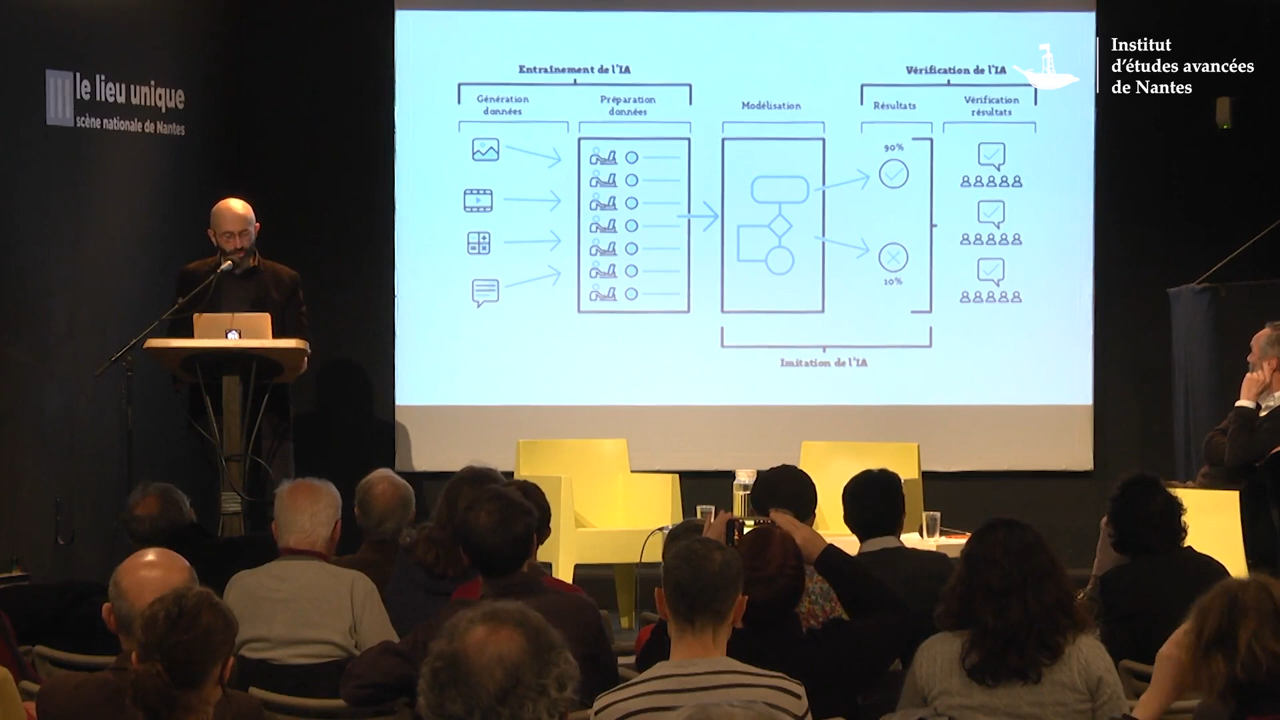 le lieu unique
scène nationale de Nantes
Institut
d'études avancées
de Nantes
Entraînement de l'IA
Vérification de l'IA
Génération
données
Préparation
données
Modélisation
Résultats
Vérification
résultats
90%
10%
Imitation de l'IA